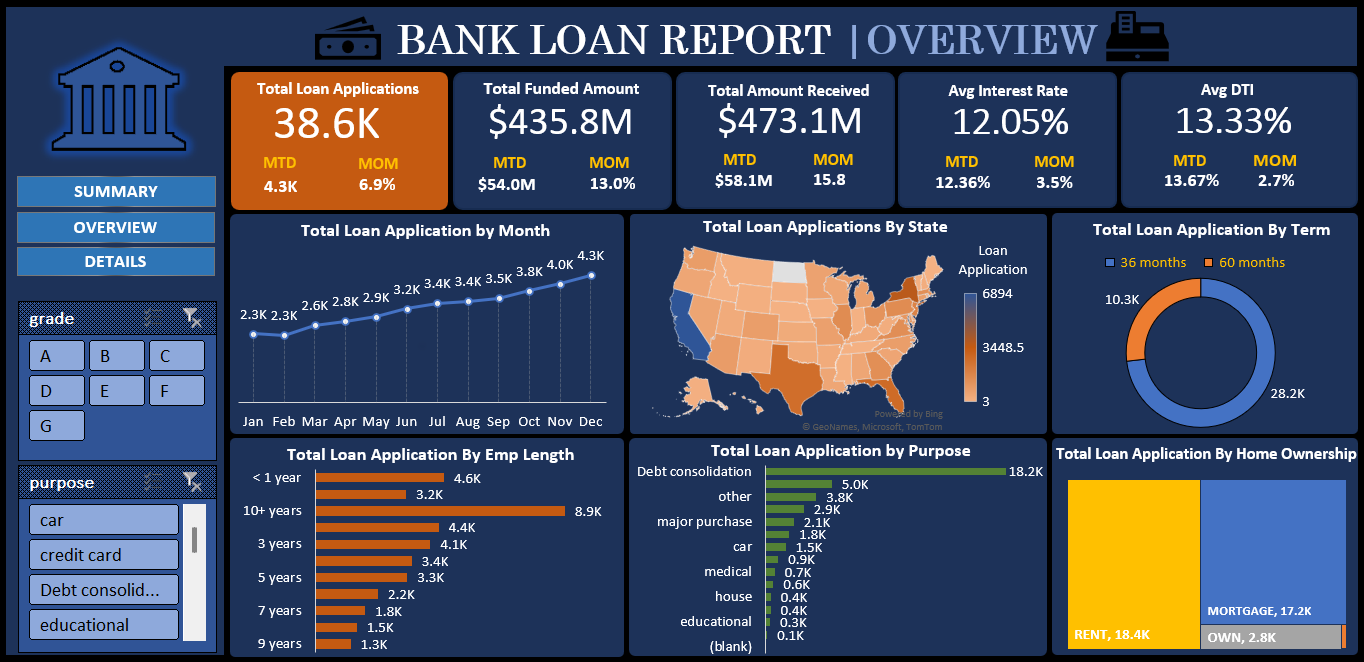 BANK LOAN REPORT | OVERVIEW
SUMMARY
OVERVIEW
DETAILS
grade
A
B
C
D
E
F
G
purpose
car
credit card
Debt consolid...
educational
Total Loan Applications
38.6K
MTD
MOM
4.3K
6.9%
Total Funded Amount
$435.8M
MTD
MOM
$54.0M
13.0%
Total Amount Received
$473.1M
MTD
MOM
$58.1M
15.8
Avg Interest Rate
12.05%
MTD
MOM
12.36%
3.5%
Avg DTI
13.33%
MTD
MOM
13.67%
2.7%
Total Loan Application by Month
2.3K 2.3K 2.6K 2.8K 2.9K 3.2K 3.4K 3.4K 3.5K 3.8K 4.0K 4.3K
Jan Feb Mar Apr May Jun Jul Aug Sep Oct Nov Dec
Total Loan Applications By State
Loan
Application
6894
3448.5
3
Powered by Bing
© GeoNames, Microsoft, TomTom
Total Loan Application By Term
36 months 60 months
10.3K
28.2K
Total Loan Application By Emp Length
< 1 year 4.6K
3.2K
10+ years 8.9K
4.4K
3 years 4.1K
3.4K
5 years 3.3K
2.2K
7 years 1.8K
1.5K
9 years 1.3K
Total Loan Application by Purpose
Debt consolidation 18.2K
5.0K
other 3.8K
2.9K
major purchase 2.1K
1.8K
car 1.5K
0.9K
medical 0.7K
0.6K
house 0.4K
0.4K
educational 0.3K
0.1K
(blank)
Total Loan Application By Home Ownership
RENT, 18.4K
MORTGAGE, 17.2K
OWN, 2.8K